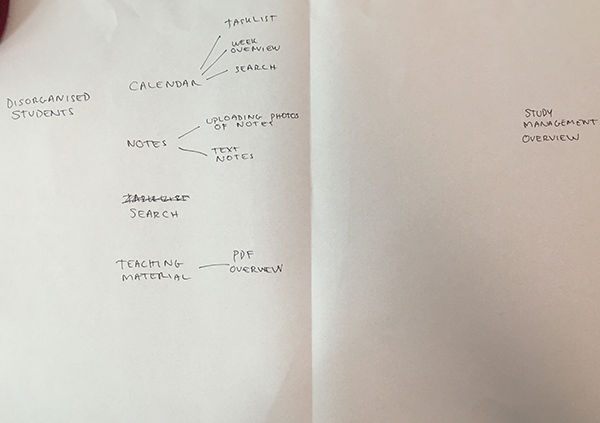 DISORGANISED
STUDENTS
CALENDAR
TASKLIST
WEEK
OVERVIEW
SEARCH
NOTES
UPLOADING PHOTOS
OF NOTES
TEXT
NOTES
SEARCH
TEACHING
MATERIAL
PDF
OVERVIEW
STUDY
MANAGEMENT
OVERVIEW